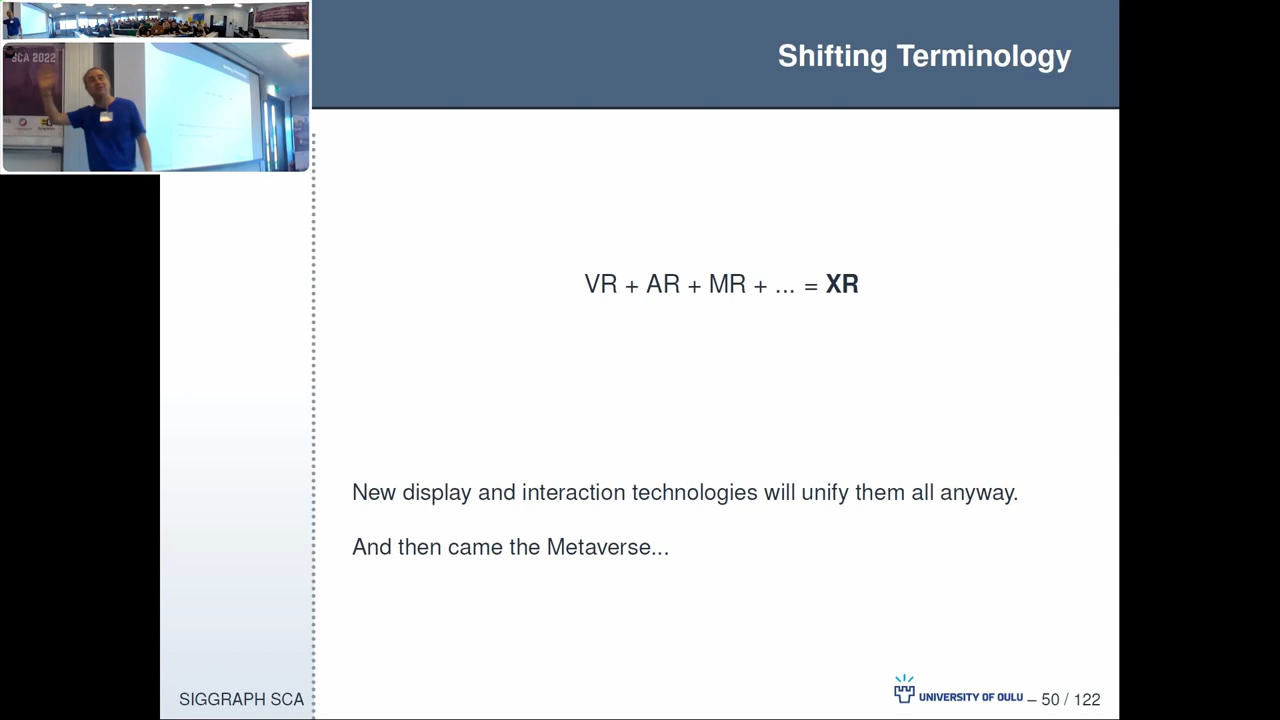 SCA 2022
Shifting Terminology
VR + AR + MR + ... = XR
New display and interaction technologies will unify them all anyway.
And then came the Metaverse...
SIGGRAPH SCA
UNIVERSITY OF OULU – 50 / 122